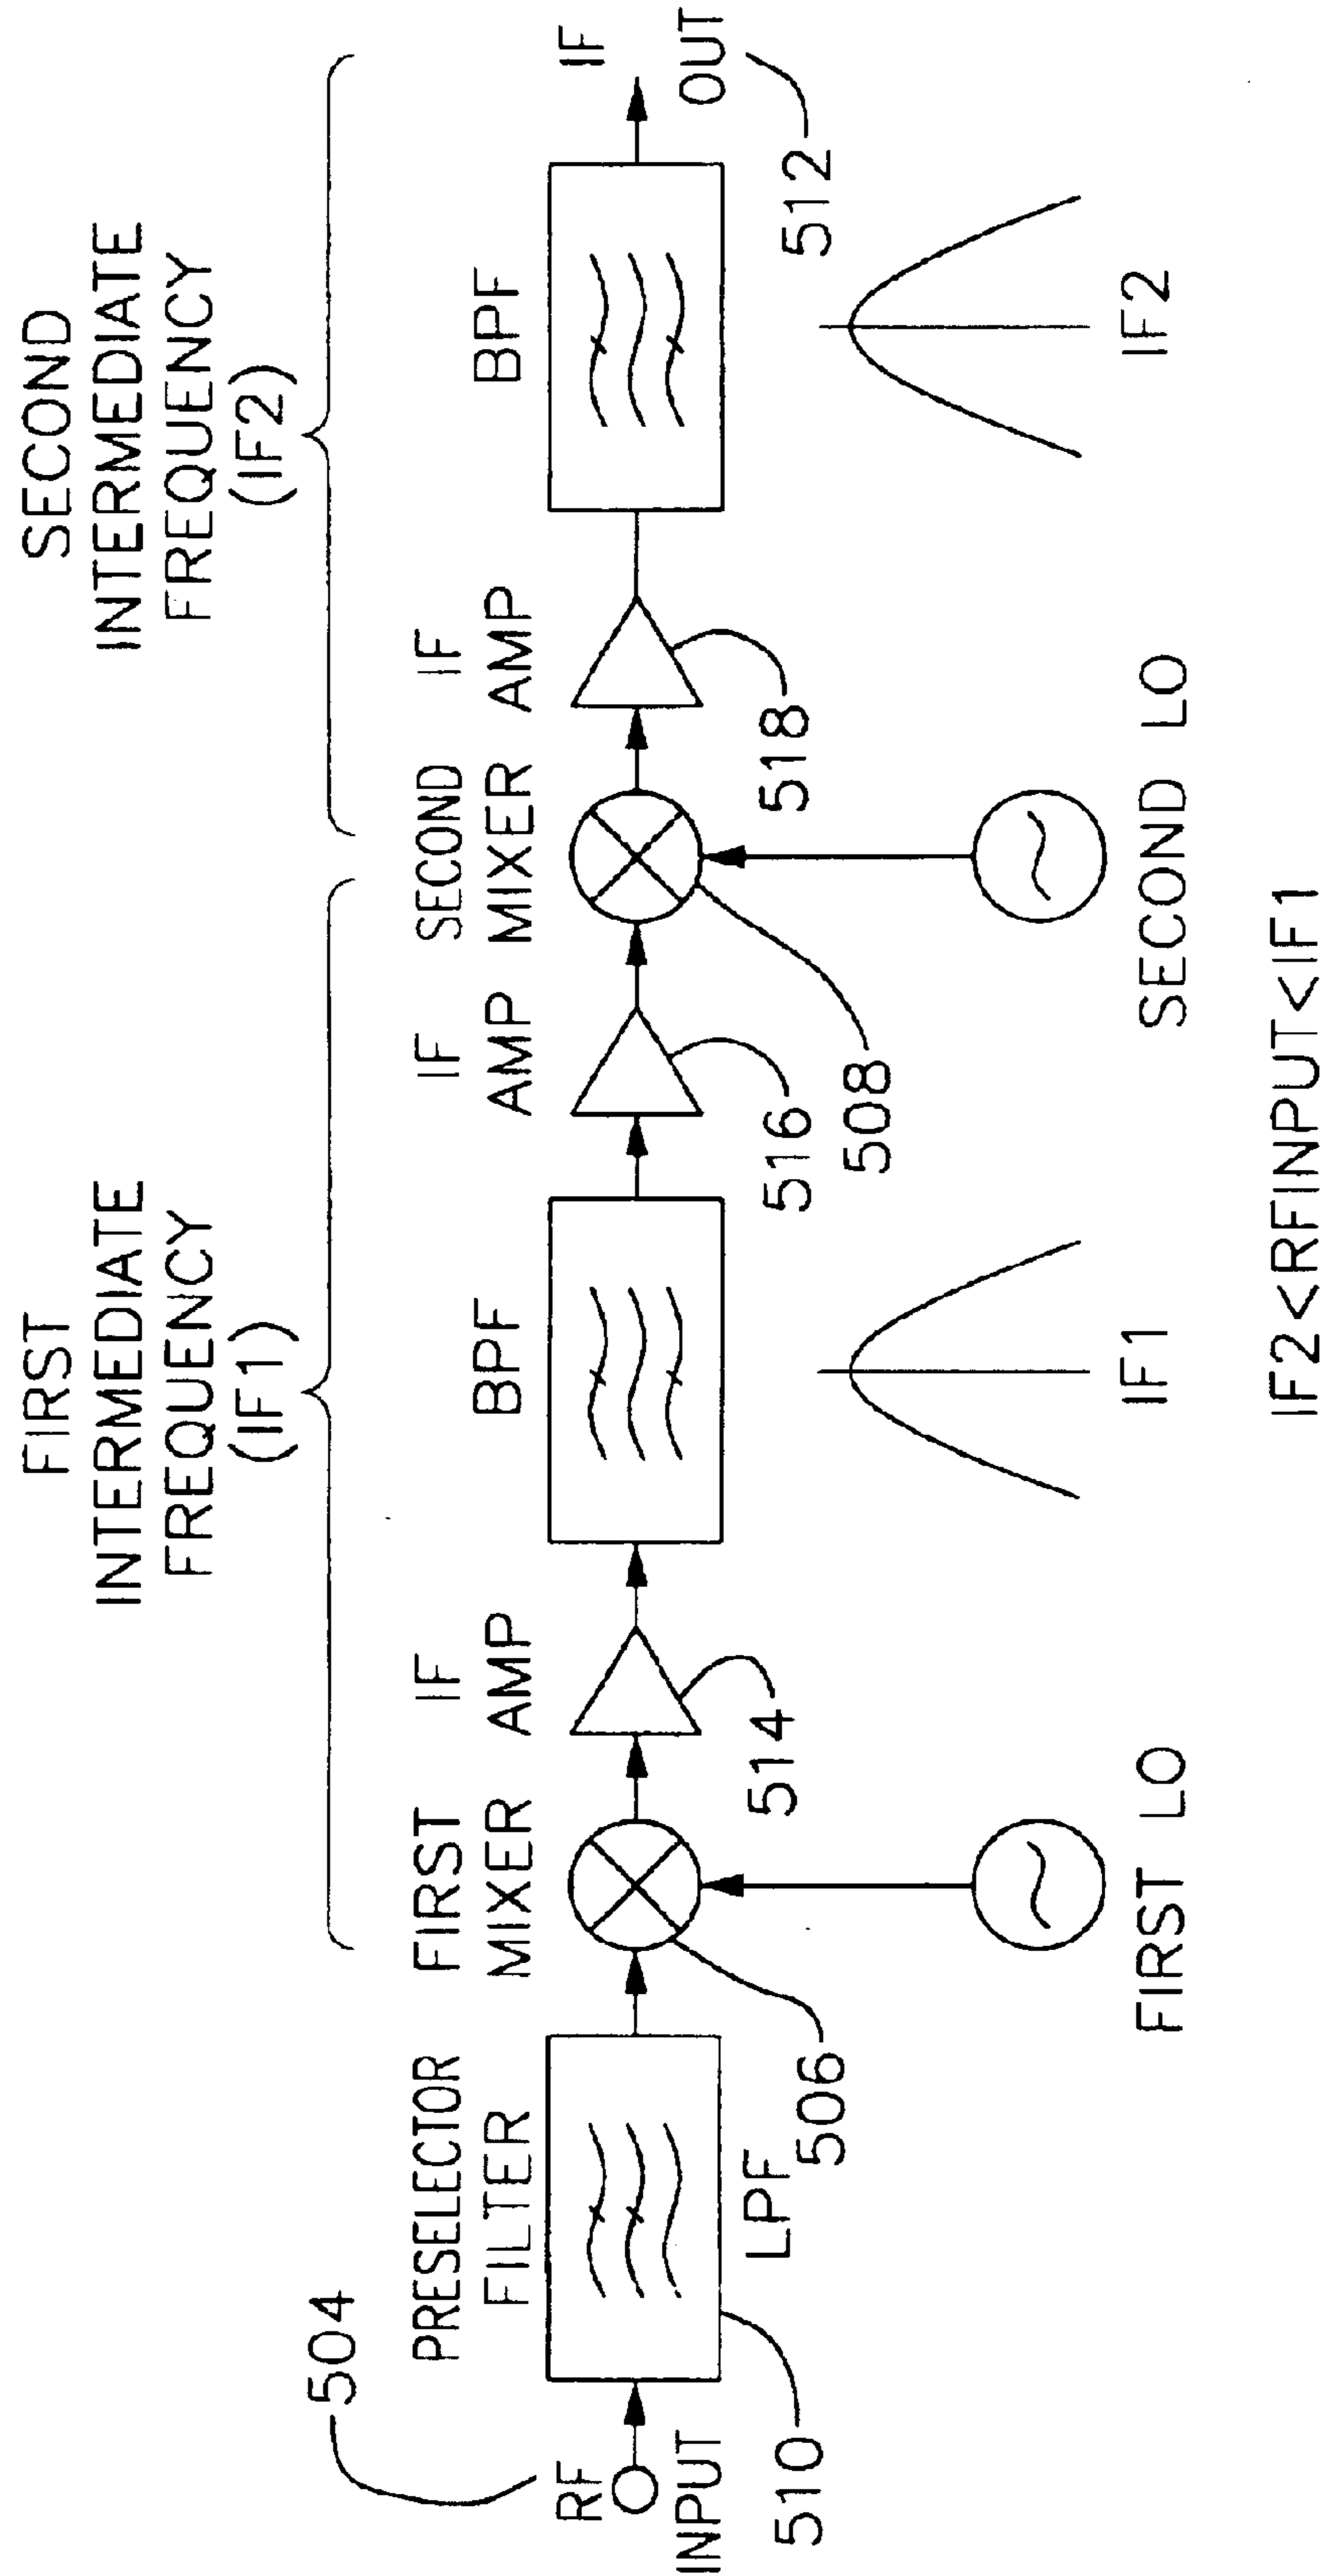 FIRST
INTERMEDIATE
FREQUENCY
(IF1)
SECOND
INTERMEDIATE
FREQUENCY
(IF2)
504
PRESELECTOR
FILTER
FIRST
MIXER
IF
AMP
BPF
IF
AMP
SECOND
MIXER
IF
AMP
BPF
RF
INPUT
IF
OUT
510
LPF
506
514
516
508
518
512
FIRST LO
IF1
SECOND LO
IF2
IF2<RFINPUT<IF1